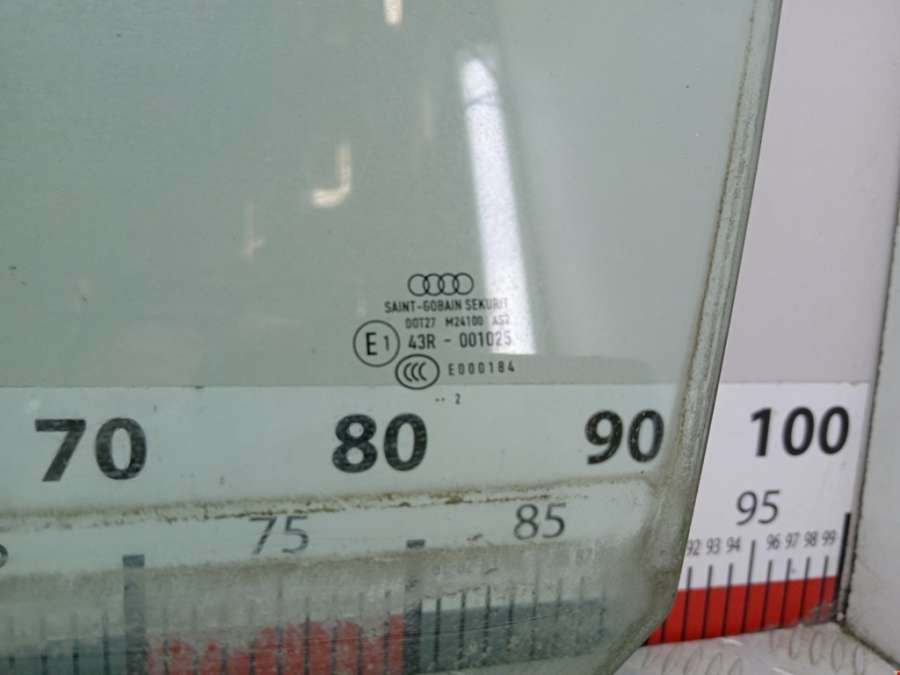 SAINT-GOBAIN SEKURIT
DOT27 M24100 AS2
E1 43R - 001025
CCC E000184
.. 2
70 80 90 100
75 85 95
92 93 94 96 97 98 99